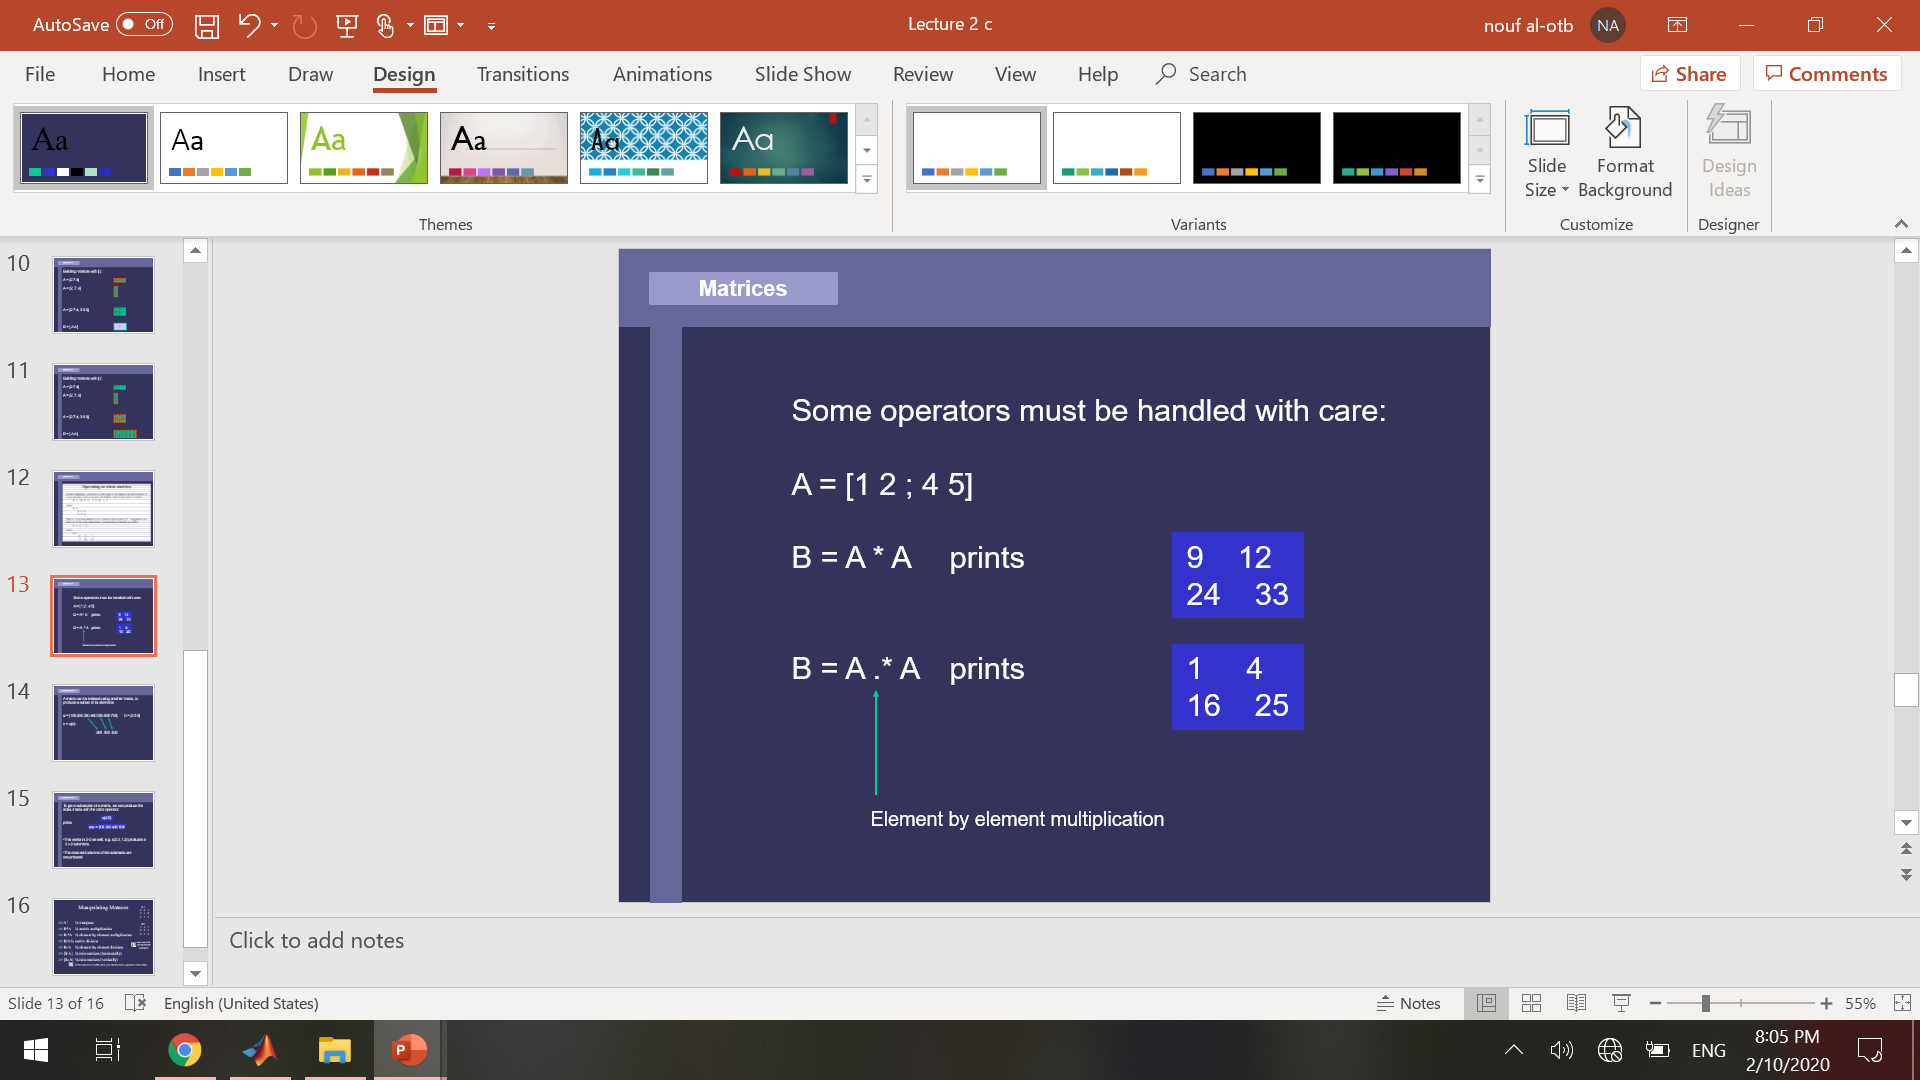 AutoSave Off
Lecture 2 c
nouf al-otb NA
File Home Insert Draw Design Transitions Animations Slide Show Review View Help Search Share Comments
Aa Aa Aa Aa Aa Aa
Slide Size
Format Background
Design Ideas
Themes Variants Customize Designer
10
11
12
13
14
15
16
Manipulating Matrices
Matrices
Some operators must be handled with care:
A = [1 2 ; 4 5]
B = A * A prints
9 12
24 33
B = A .* A prints
1 4
16 25
Element by element multiplication
Click to add notes
Slide 13 of 16 English (United States) Notes 55%
ENG
8:05 PM
2/10/2020